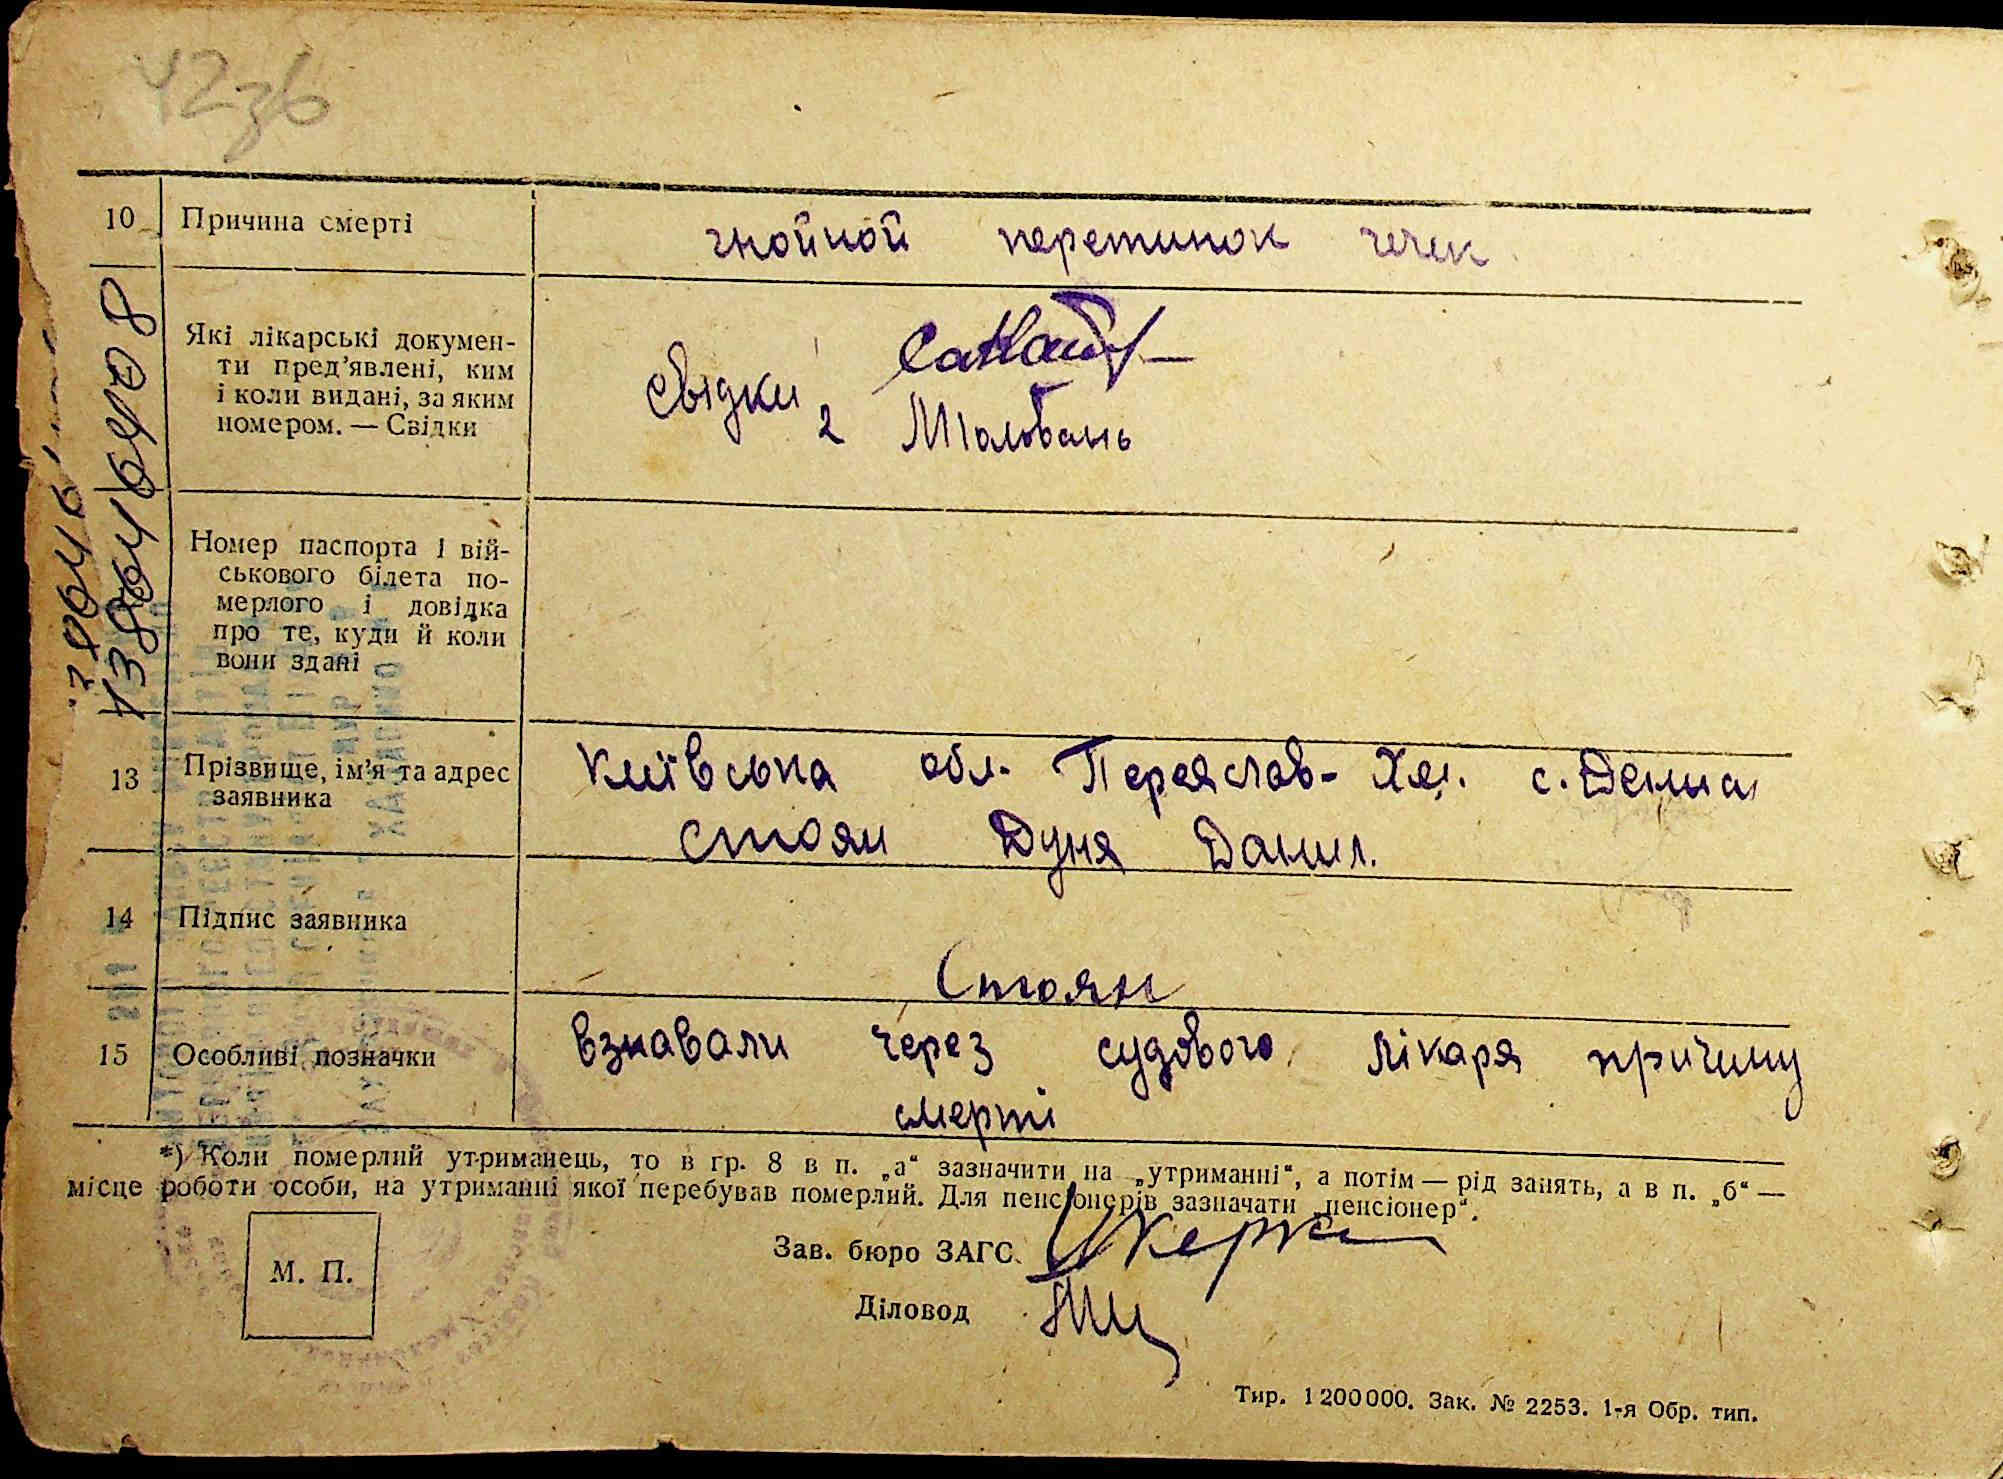 10 Причина смерті гнойной перетинок
Які лікарські докумен-
ти пред'явлені, ким
і коли видані, за яким
номером. — Свідки
Свідки
2
Номер паспорта і вій-
ськового білета по-
мерлого і довідка
про те, куди й коли
вони здані
13 Прізвище, ім'я та адрес
заявника
Київська обл. Переяслав-Хм. с.
Стоян Дуня Данил.
14 Підпис заявника
Стоян
15 Особливі позначки
взнавали через судового лікаря причину
смерті
*) Коли померлий утриманець, то в гр. 8 в п. „а“ зазначити на „утриманні“, а потім — рід занять, а в п. „б“ —
місце роботи особи, на утриманні якої перебував померлий. Для пенсіонерів зазначати „пенсіонер“.
М. П.
Зав. бюро ЗАГС
Діловод
Тир. 1200000. Зак. № 2253. 1-я Обр. тип.